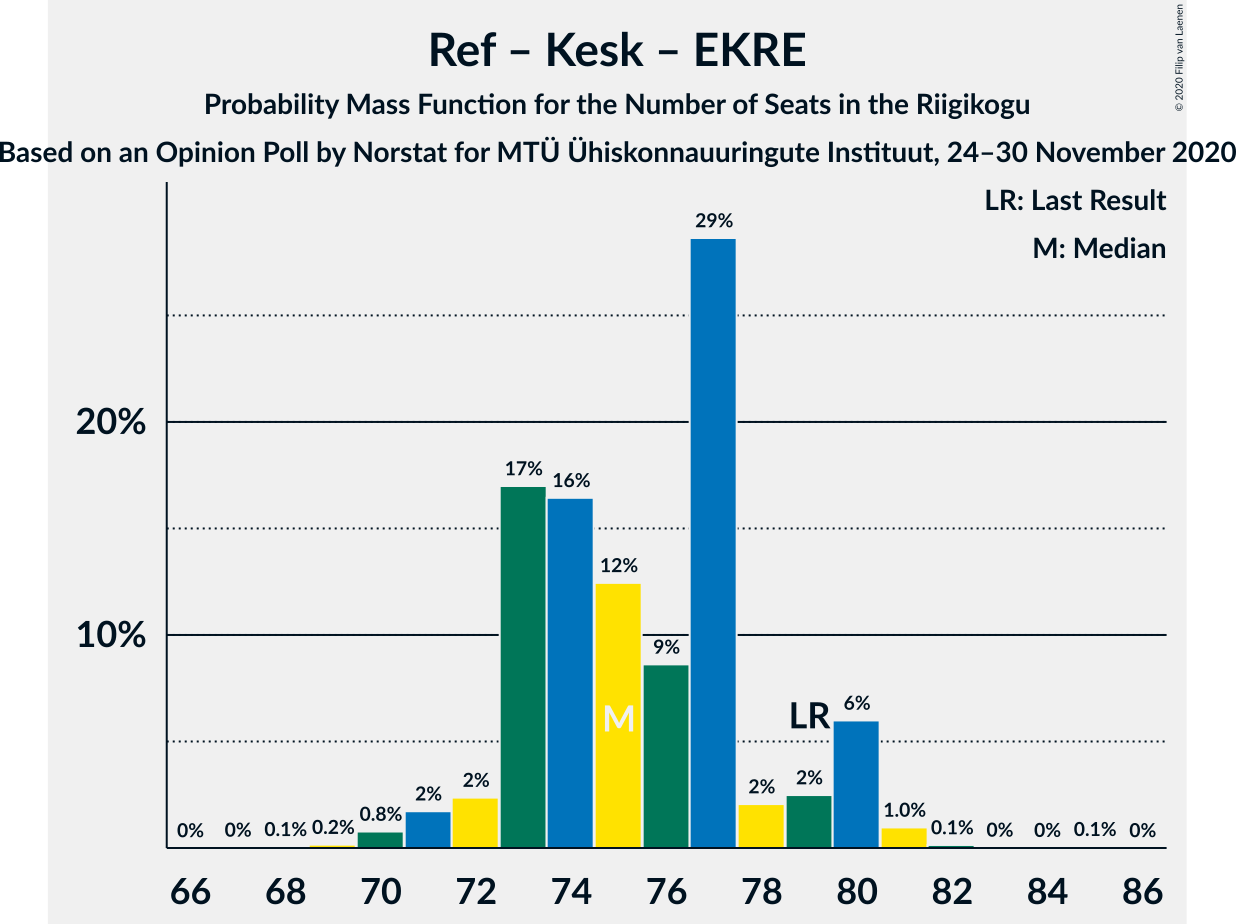 Ref – Kesk – EKRE
Probability Mass Function for the Number of Seats in the Riigikogu
Based on an Opinion Poll by Norstat for MTÜ Ühiskonnauuringute Instituut, 24–30 November 2020
© 2020 Filip van Laenen
LR: Last Result
M: Median
29%
20%
17%
16%
12%
10%
9%
M
LR
6%
0%
0%
0.1%
0.2%
0.8%
2%
2%
2%
2%
1.0%
0.1%
0%
0%
0.1%
0%
66 68 70 72 74 76 78 80 82 84 86